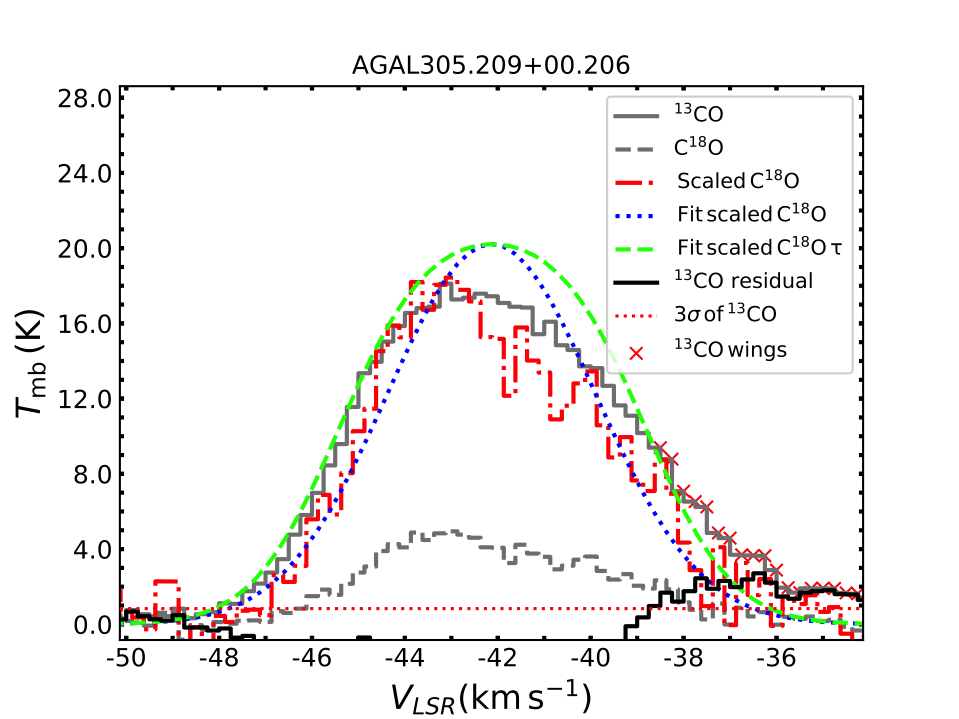 AGAL305.209+00.206
28.0
24.0
20.0
16.0
12.0
8.0
4.0
0.0
T_mb (K)
¹³CO
C¹⁸O
Scaled C¹⁸O
Fit scaled C¹⁸O
Fit scaled C¹⁸O τ
¹³CO residual
3σ of ¹³CO
¹³CO wings
-50 -48 -46 -44 -42 -40 -38 -36
V_LSR (km s⁻¹)